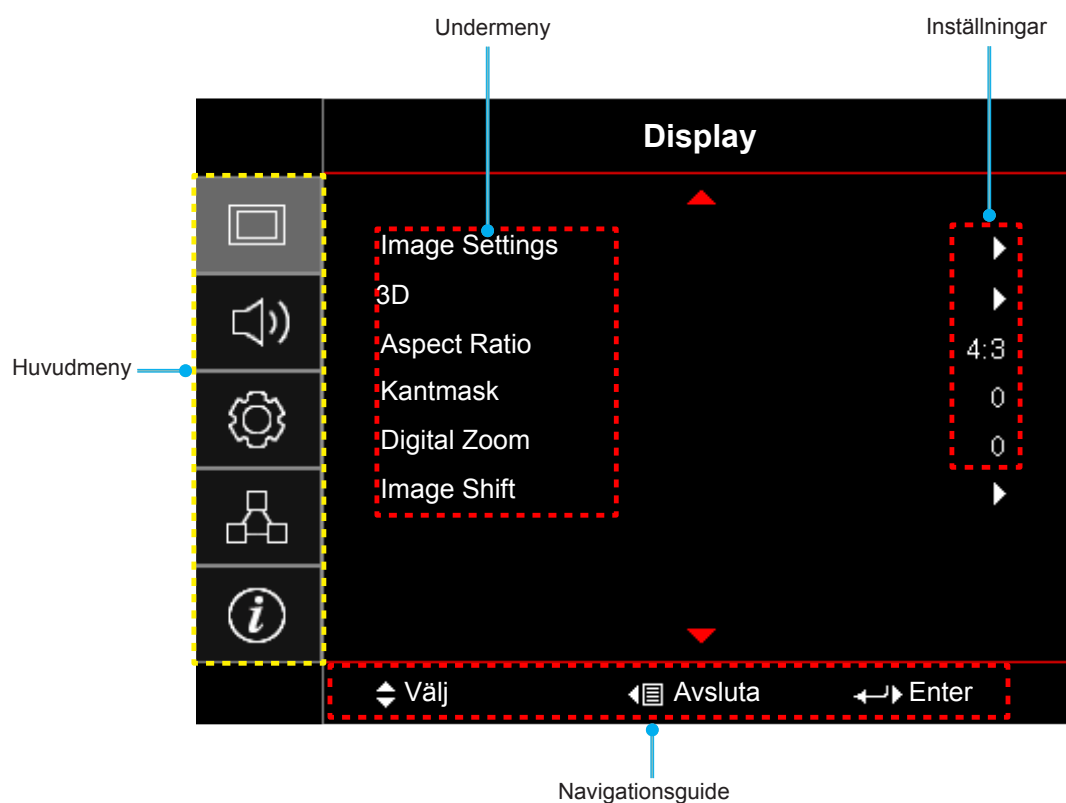 Undermeny
Inställningar
Display
Image Settings
3D
Aspect Ratio 4:3
Kantmask 0
Digital Zoom 0
Image Shift
Huvudmeny
i
Välj Avsluta Enter
Navigationsguide